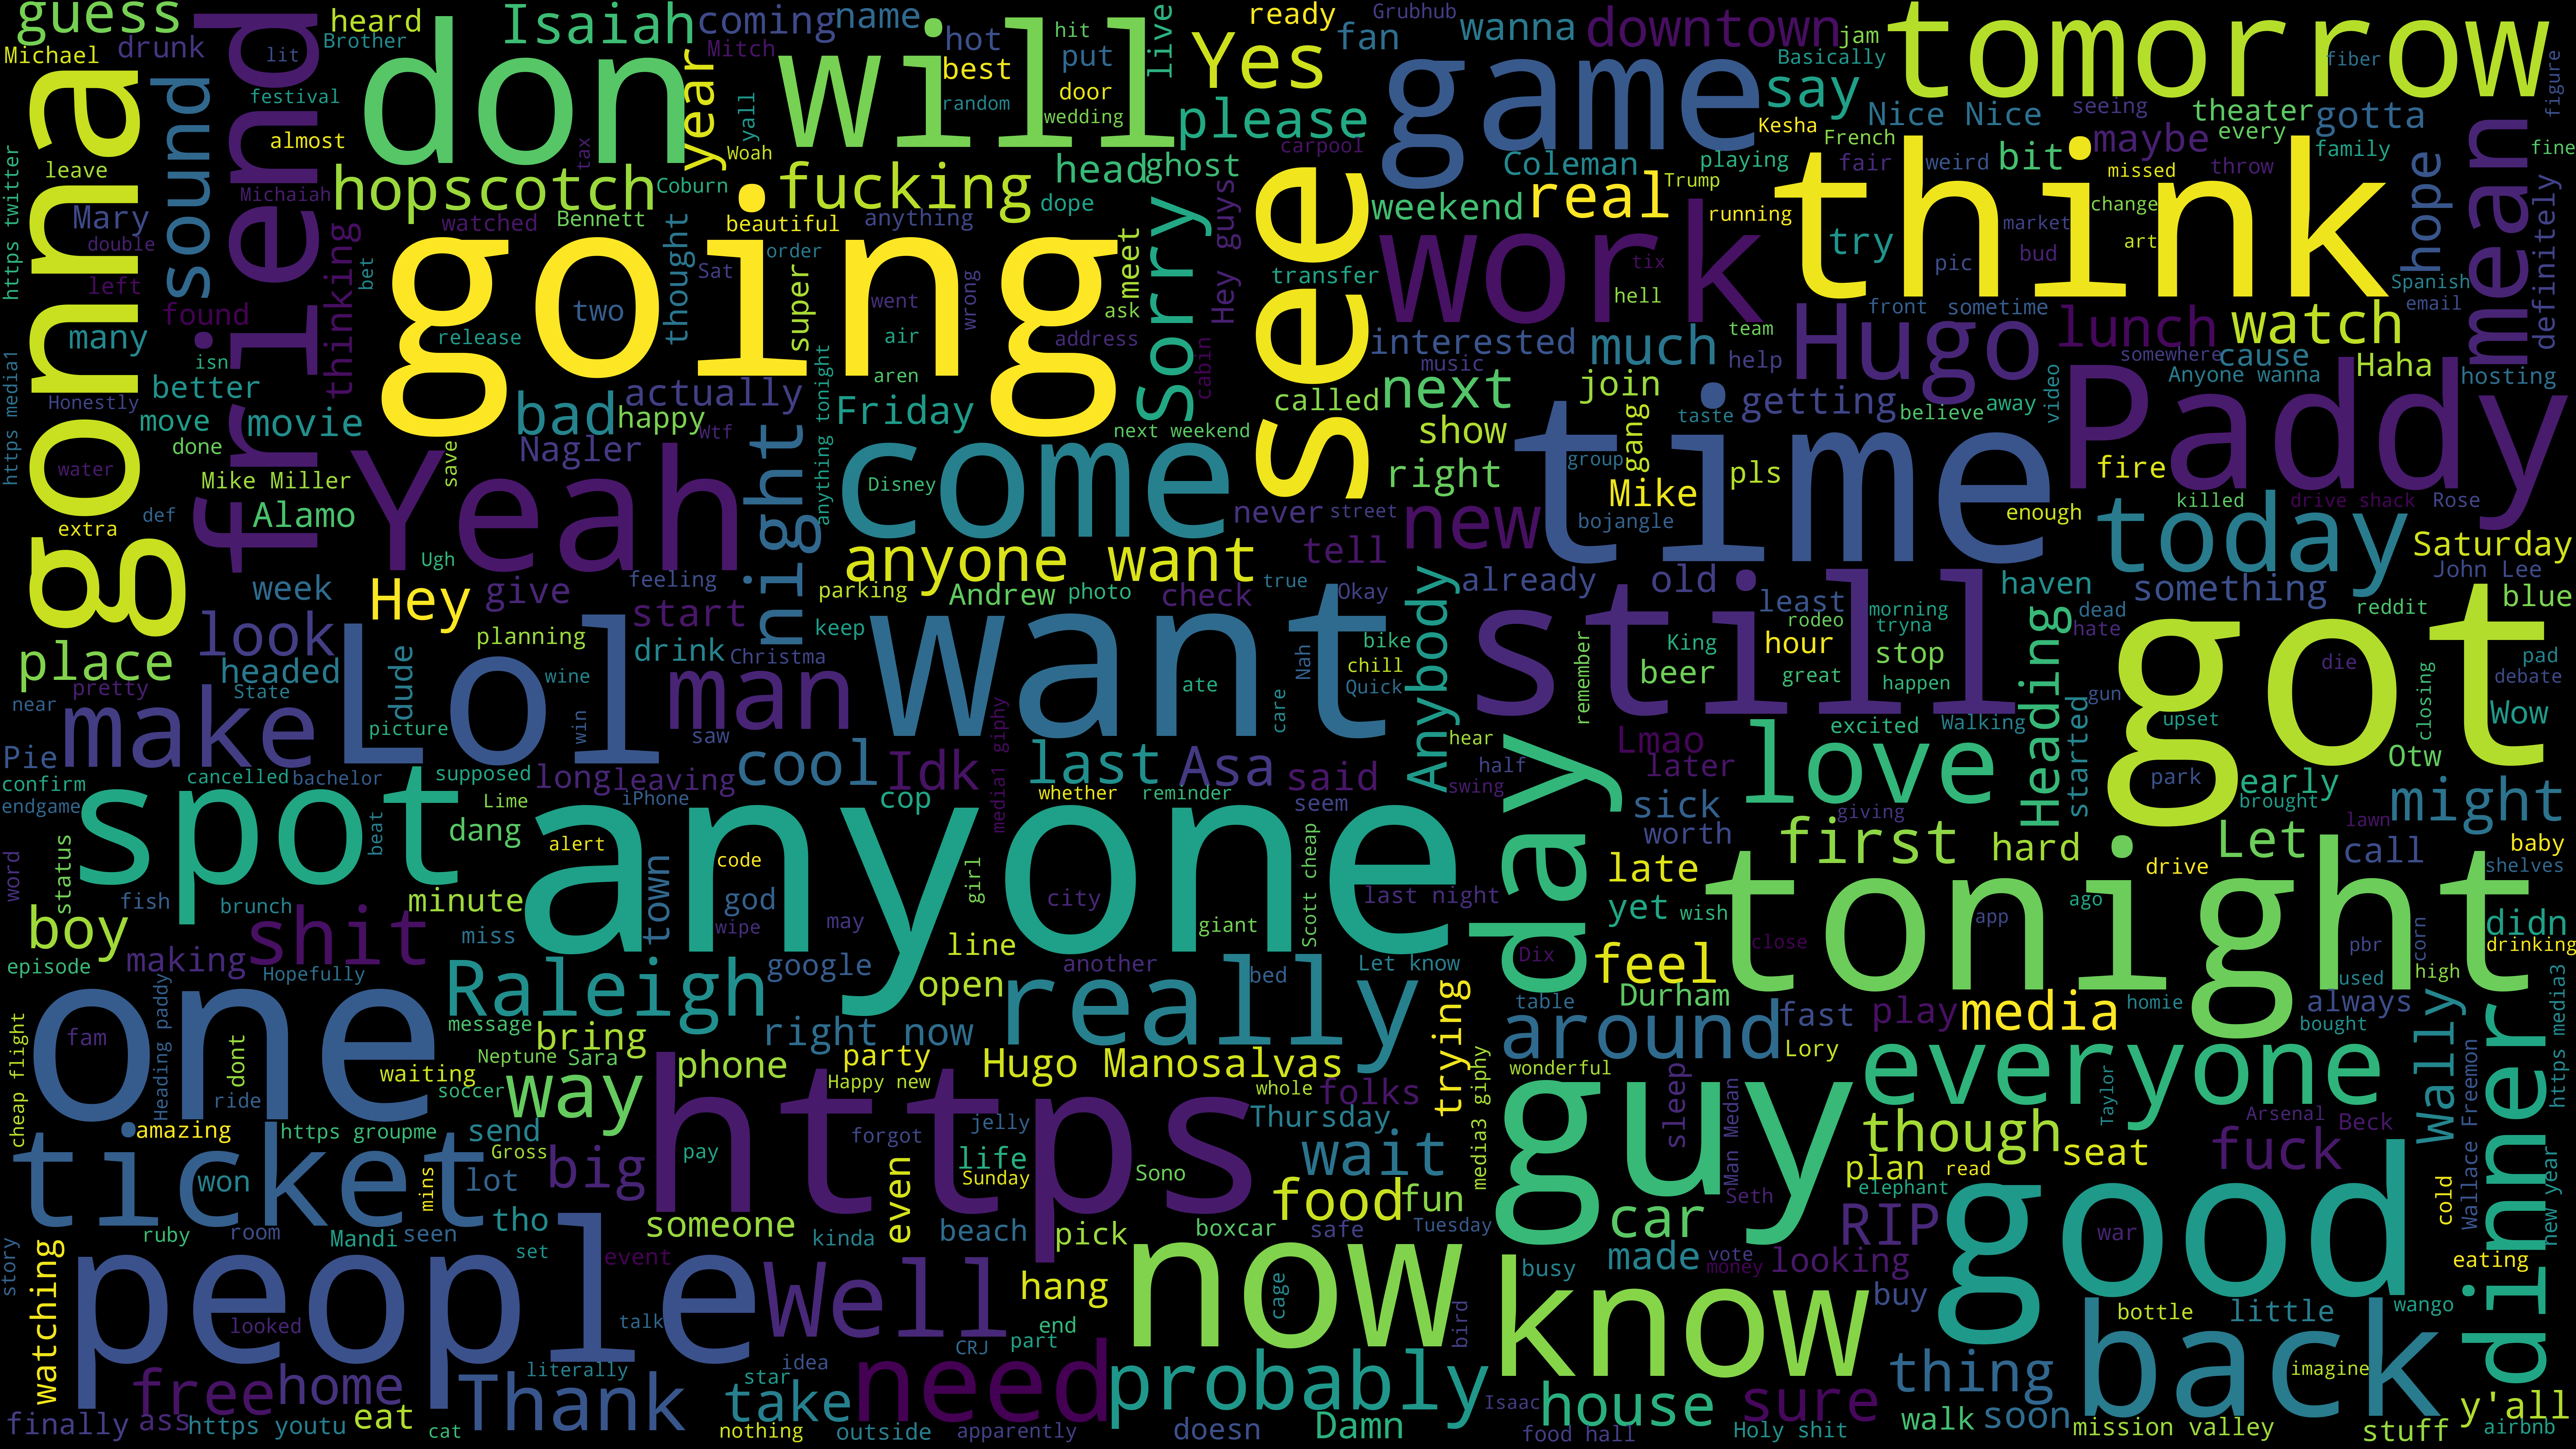 guess
heard
Isaiah
coming
name
ready
Grubhub
wanna
downtown
jam
tomorrow
Michael
drunk
lit
Brother
don
year
Mitch
hot
will
hit
put
live
Yes
fan
game
Basically
say
fiber
gonna
sound
friend
festival
almost
best
random
door
wedding
please
Kesha
Nice Nice
seeing
theater
gotta
figure
leave
tax
yall
Woah
carpool
French
every
maybe
family
fine
https twitter
Michaiah
hopscotch
Coburn
fucking
head
ghost
Coleman
playing
fair
weird
bit
missed
throw
mean
Mary
double
left
watched
Bennett
beautiful
anything
dope
Hey guys
weekend
real
Trump
running
think
change
market
art
hope
definitely
thinking
bet
going
thought
order
Sat
super
meet
Sorry
see
transfer
work
tix
hell
try
pic
bud
Spanish
email
many
found
isn
release
two
went
air
wrong
address
ask
cabin
interested
music
much
team
help
Hugo
front
sometime
lunch
watch
somewhere
cause
Haha
https media1
Honestly
better
move
movie
done
bad
actually
happy
Wtf
aren
anything tonight
Friday
next weekend
called
next
show
right
join
gang
taste
getting
believe
away
video
Anyone wanna
hosting
Paddy
water
Mike Miller
Alamo
Yeah
save
Nagler
night
come
Disney
never
street
group
Mike
pls
bojangle
time
fire
enough
killed
drive shack
Rose
extra
def
Ugh
anyone want
tell
new
today
Saturday
week
Hey
give
feeling
start
parking
Andrew
photo
check
true
Okay
Anybody
already
old
least
morning
tryna
haven
something
John Lee
reddit
blue
place
look
headed
planning
drink
keep
Christma
want
bike
chill
Nah
Quick
remember
still
rodeo
King
hour
beer
stop
great
happen
Heading
dead
hate
got
die
pad
debate
near
pretty
State
dude
Lol
wine
win
man
ate
care
gun
upset
closing
Wow
make
picture
saw
cool
media1 giphy
hear
Lmao
love
excited
Walking
started
Otw
Pie
confirm
endgame
cancelled
bachelor
supposed
Lime
long
leaving
iPhone
Idk
cop
last
whether
reminder
Asa
said
seem
half
swing
day
later
sick
worth
giving
park
early
brought
might
lawn
spot
beat
dang
alert
code
town
anyone
girl
Scott cheap
first
hard
Let
call
baby
shelves
word
status
fish
brunch
minute
god
wipe
may
city
giant
last night
late
yet
wish
tonight
drive
ago
app
boy
shit
miss
line
didn
drinking
episode
making
Hopefully
Raleigh
google
open
another
really
bed
Let know
Dix
feel
close
pbr
corn
used
high
one
fam
Heading paddy
message
bring
right now
trying
table
Durham
around
fast
play
media
homie
always
bought
Wally
dinner
https media3
cheap flight
dont
ride
waiting
Neptune
Sara
soccer
way
phone
party
Happy new
Hugo Manosalvas
whole
folks
media3 giphy
wonderful
Lory
everyone
amazing
https groupme
send
Gross
https
forgot
jelly
Thursday
wait
guy
sleep
Man Medan
Taylor
though
Arsenal
Beck
Wallace Freemon
ticket
won
mins
lot
big
pay
even
life
Sunday
Sono
food
fun
Seth
plan
read
seat
elephant
fuck
cold
new year
ruby
room
Mandi
seen
tho
set
someone
kinda
beach
pick
boxcar
safe
Tuesday
car
RIP
good
war
story
watching
people
looked
talk
event
Well
hang
now
cage
bird
busy
made
vote
money
looking
know
buy
eating
bottle
little
wango
end
part
CRJ
idea
star
literally
free
home
Thank
take
need
probably
thing
back
imagine
finally
ass
https youtu
eat
cat
nothing
outside
apparently
doesn
Damn
Isaac
house
food hall
sure
Holy shit
walk
soon
mission valley
stuff
y'all
airbnb